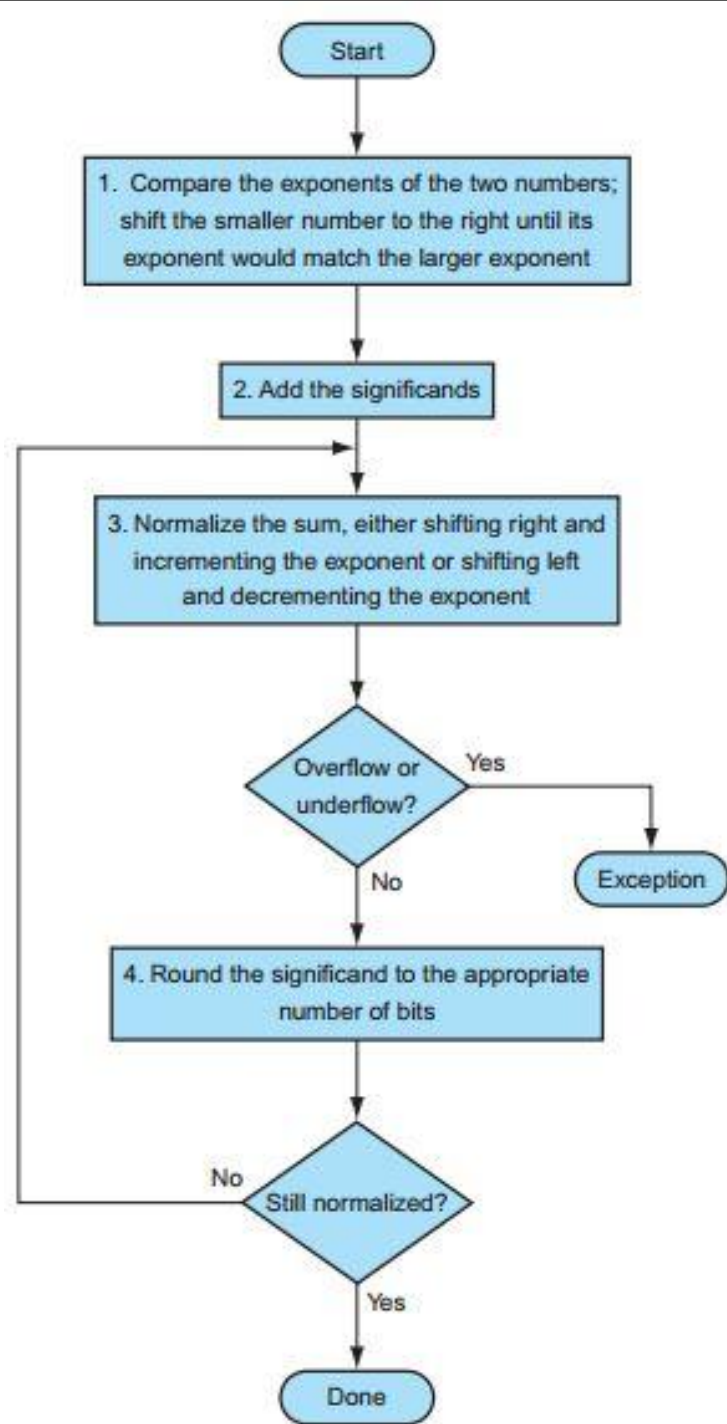 Start
1. Compare the exponents of the two numbers;
shift the smaller number to the right until its
exponent would match the larger exponent
2. Add the significands
3. Normalize the sum, either shifting right and
incrementing the exponent or shifting left
and decrementing the exponent
Overflow or
underflow?
Yes
No
Exception
4. Round the significand to the appropriate
number of bits
No
Still normalized?
Yes
Done